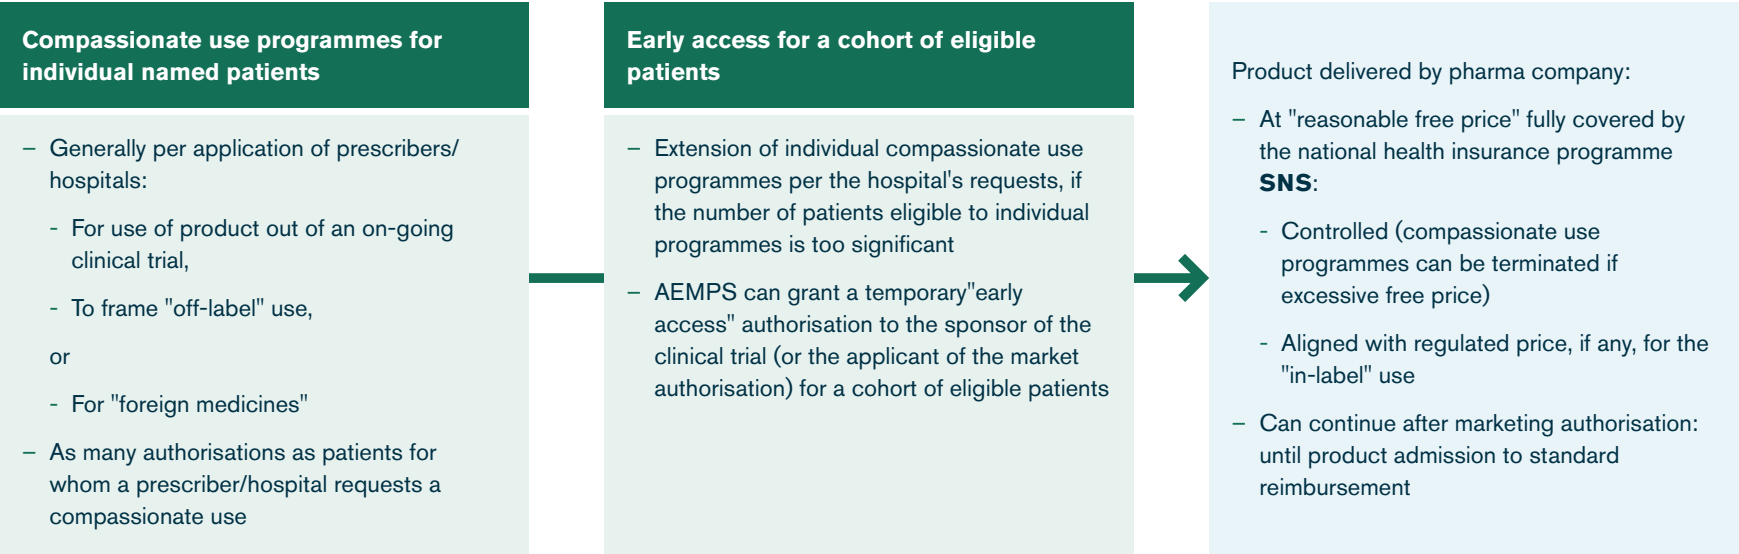 Compassionate use programmes for
individual named patients
– Generally per application of prescribers/
hospitals:
- For use of product out of an on-going
clinical trial,
- To frame "off-label" use,
or
- For "foreign medicines"
– As many authorisations as patients for
whom a prescriber/hospital requests a
compassionate use
Early access for a cohort of eligible
patients
– Extension of individual compassionate use
programmes per the hospital's requests, if
the number of patients eligible to individual
programmes is too significant
– AEMPS can grant a temporary"early
access" authorisation to the sponsor of the
clinical trial (or the applicant of the market
authorisation) for a cohort of eligible patients
Product delivered by pharma company:
– At "reasonable free price" fully covered by
the national health insurance programme
SNS:
- Controlled (compassionate use
programmes can be terminated if
excessive free price)
- Aligned with regulated price, if any, for the
"in-label" use
– Can continue after marketing authorisation:
until product admission to standard
reimbursement